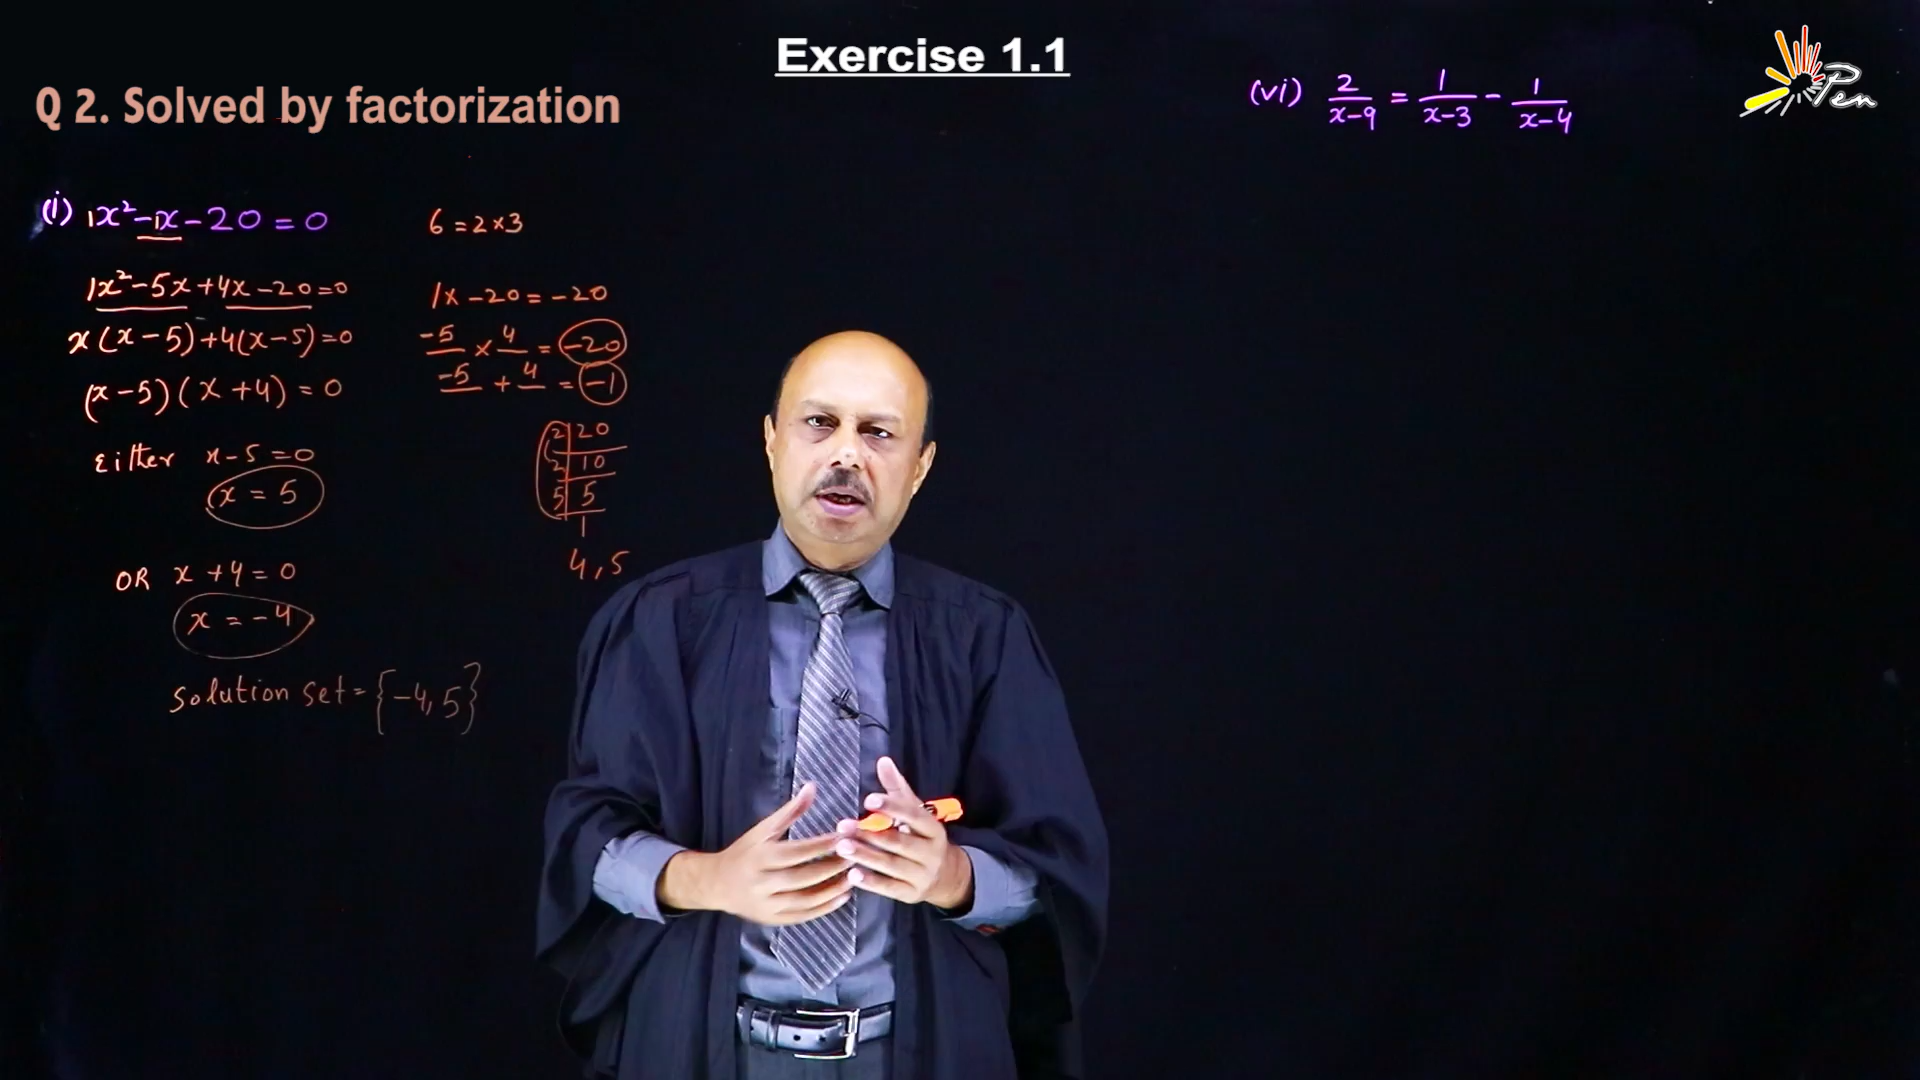 Exercise 1.1
Q 2. Solved by factorization
(i) 1x² - 1x - 20 = 0
1x² - 5x + 4x - 20 = 0
x(x - 5) + 4(x - 5) = 0
(x - 5)(x + 4) = 0
Either x - 5 = 0
x = 5
OR x + 4 = 0
x = -4
Solution Set = {-4, 5}
6 = 2 × 3
1 × -20 = -20
-5 × 4 = -20
-5 + 4 = -1
2 | 20
2 | 10
5 | 5
1
4, 5
(vi) 2/(x-9) = 1/(x-3) - 1/(x-4)
Pen